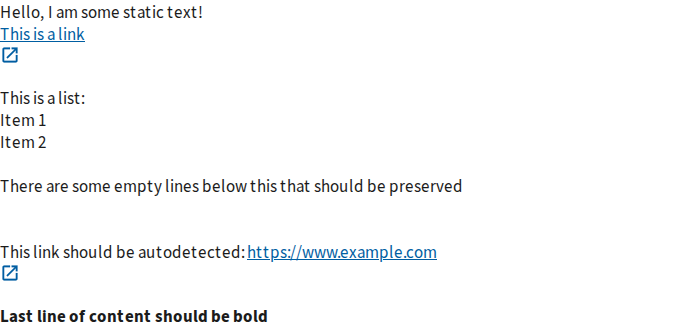 Hello, I am some static text!
This is a link
This is a list:
Item 1
Item 2
There are some empty lines below this that should be preserved
This link should be autodetected: https://www.example.com
Last line of content should be bold